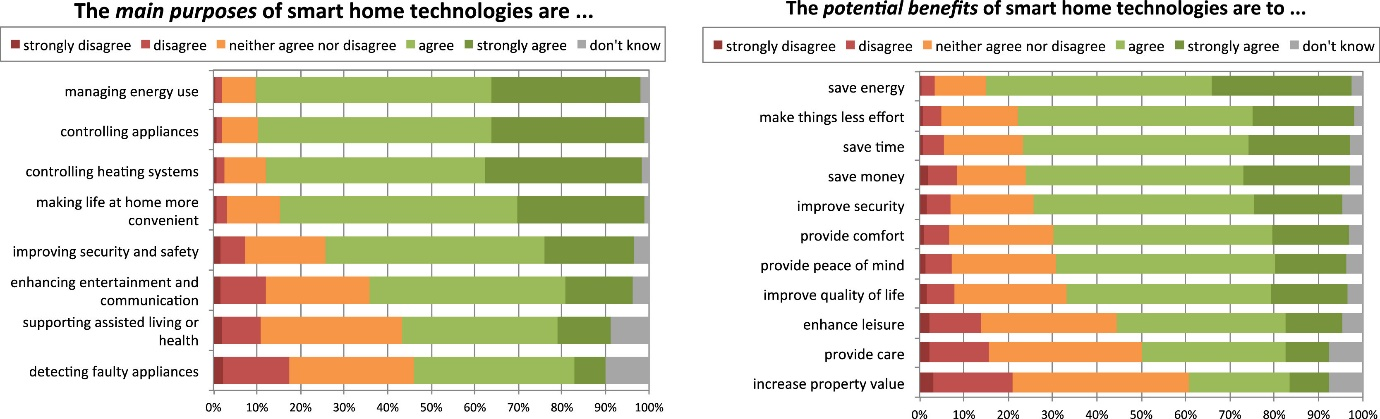 The main purposes of smart home technologies are ...
strongly disagree disagree neither agree nor disagree agree strongly agree don't know
managing energy use
controlling appliances
controlling heating systems
making life at home more
convenient
improving security and safety
enhancing entertainment and
communication
supporting assisted living or
health
detecting faulty appliances
0% 10% 20% 30% 40% 50% 60% 70% 80% 90% 100%
The potential benefits of smart home technologies are to ...
strongly disagree disagree neither agree nor disagree agree strongly agree don't know
save energy
make things less effort
save time
save money
improve security
provide comfort
provide peace of mind
improve quality of life
enhance leisure
provide care
increase property value
0% 10% 20% 30% 40% 50% 60% 70% 80% 90% 100%